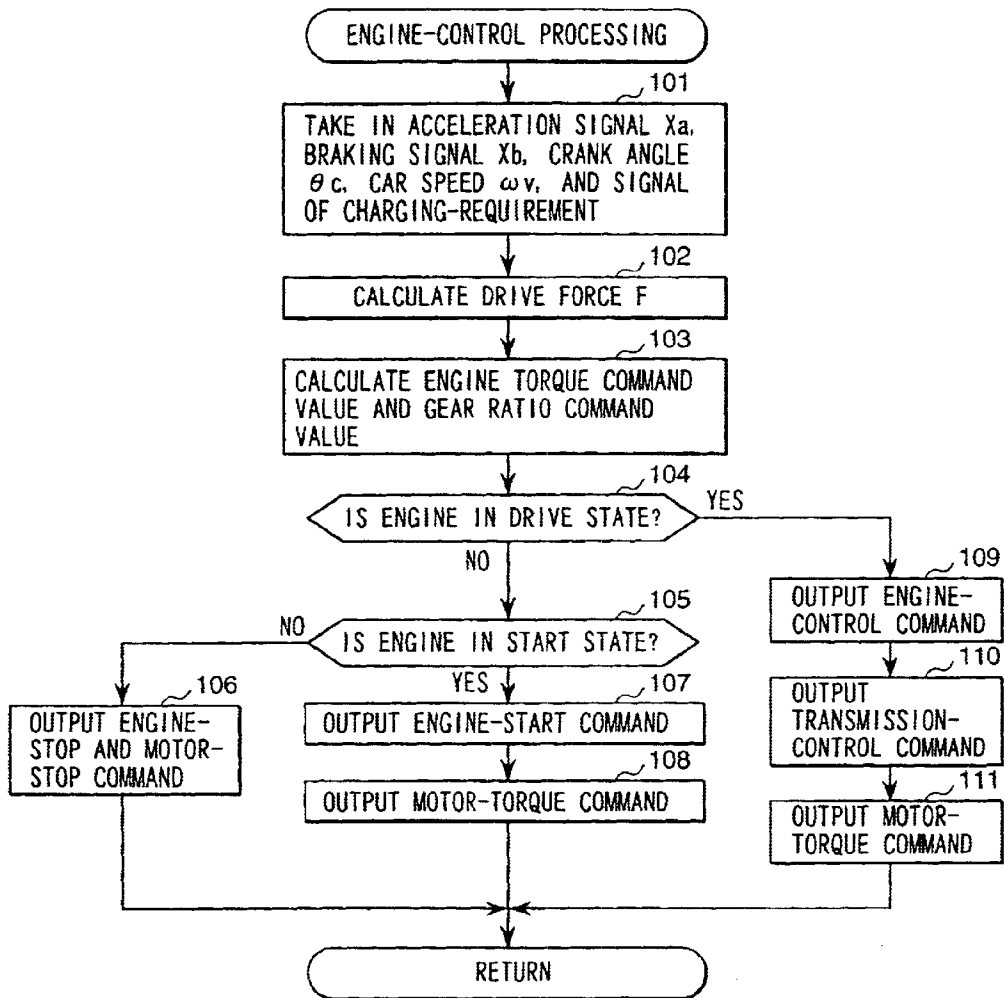 ENGINE-CONTROL PROCESSING
101
TAKE IN ACCELERATION SIGNAL Xa,
BRAKING SIGNAL Xb, CRANK ANGLE
θc, CAR SPEED ωv, AND SIGNAL
OF CHARGING-REQUIREMENT
102
CALCULATE DRIVE FORCE F
103
CALCULATE ENGINE TORQUE COMMAND
VALUE AND GEAR RATIO COMMAND
VALUE
104
IS ENGINE IN DRIVE STATE?
YES
NO
105
IS ENGINE IN START STATE?
NO
YES
106
OUTPUT ENGINE-
STOP AND MOTOR-
STOP COMMAND
107
OUTPUT ENGINE-START COMMAND
108
OUTPUT MOTOR-TORQUE COMMAND
109
OUTPUT ENGINE-
CONTROL COMMAND
110
OUTPUT
TRANSMISSION-
CONTROL COMMAND
111
OUTPUT MOTOR-
TORQUE COMMAND
RETURN